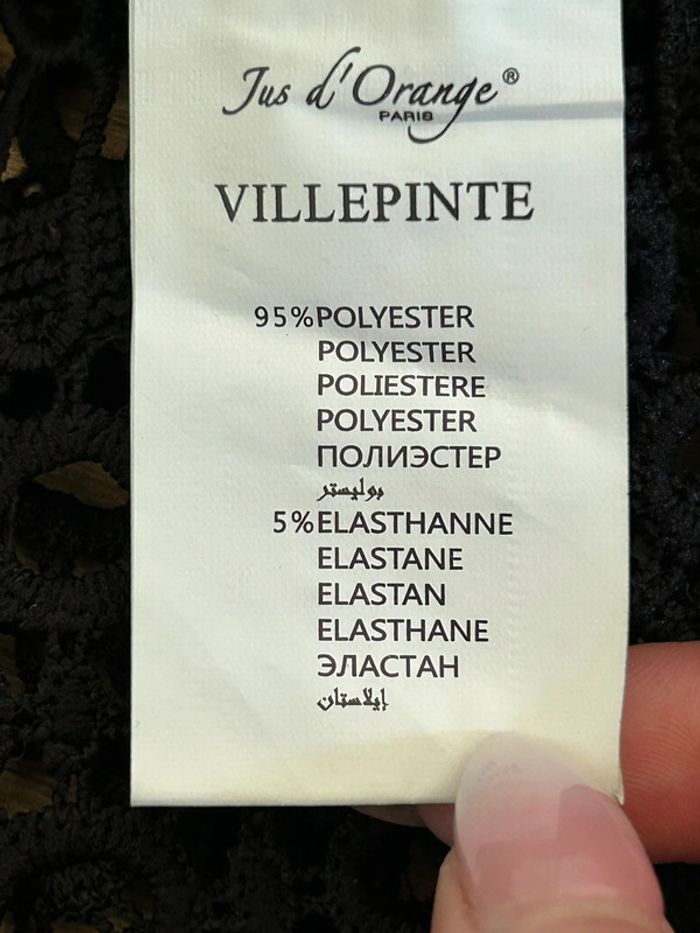 Jus d'Orange®
PARIS
VILLEPINTE
95%POLYESTER
POLYESTER
POLIESTERE
POLYESTER
ПОЛИЭСТЕР
بوليستر
5%ELASTHANNE
ELASTANE
ELASTAN
ELASTHANE
ЭЛАСТАН
إيلاستان